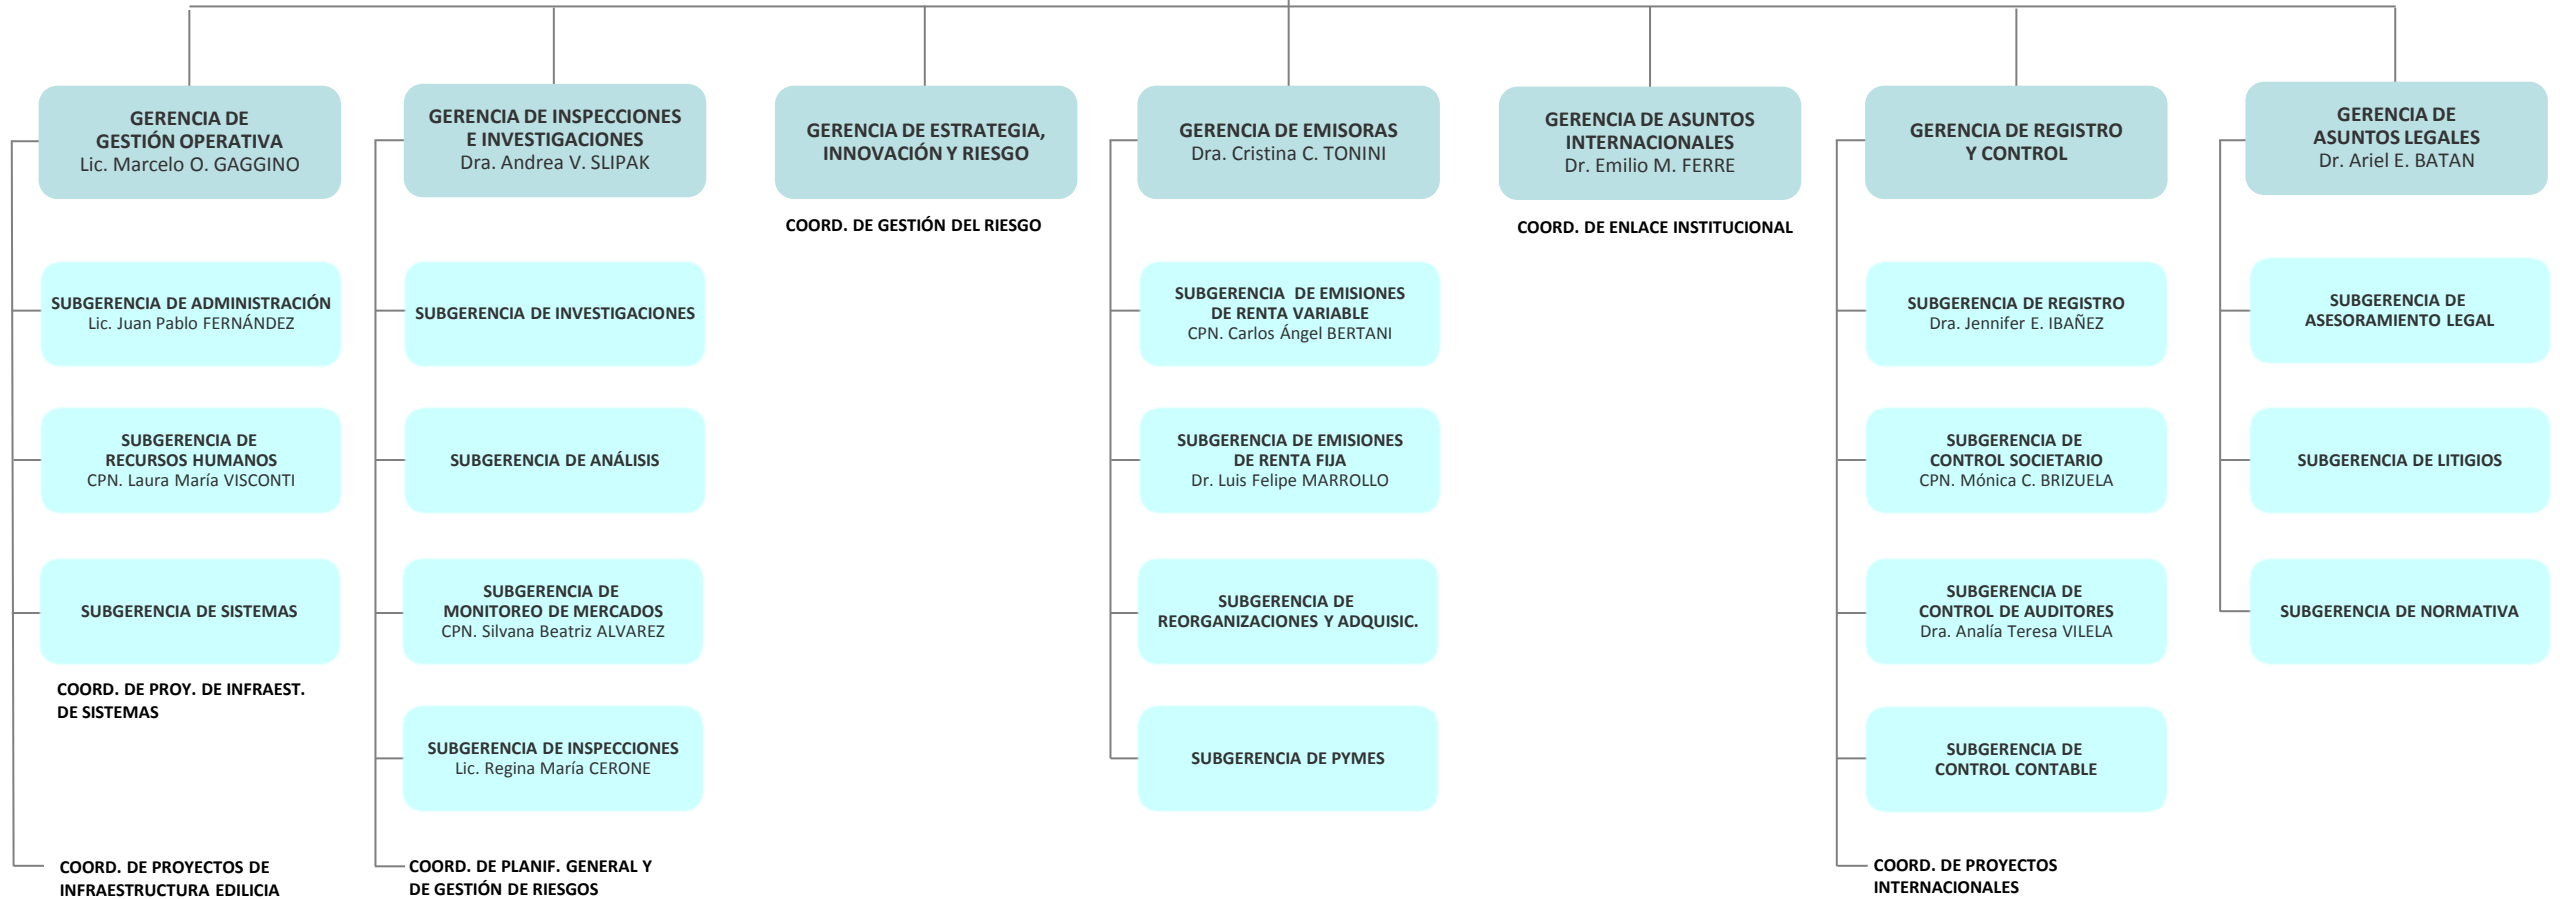 GERENCIA DE
GESTIÓN OPERATIVA
Lic. Marcelo O. GAGGINO
SUBGERENCIA DE ADMINISTRACIÓN
Lic. Juan Pablo FERNÁNDEZ
SUBGERENCIA DE
RECURSOS HUMANOS
CPN. Laura María VISCONTI
SUBGERENCIA DE SISTEMAS
COORD. DE PROY. DE INFRAEST.
DE SISTEMAS
COORD. DE PROYECTOS DE
INFRAESTRUCTURA EDILICIA
GERENCIA DE INSPECCIONES
E INVESTIGACIONES
Dra. Andrea V. SLIPAK
SUBGERENCIA DE INVESTIGACIONES
SUBGERENCIA DE ANÁLISIS
SUBGERENCIA DE
MONITOREO DE MERCADOS
CPN. Silvana Beatriz ALVAREZ
SUBGERENCIA DE INSPECCIONES
Lic. Regina María CERONE
COORD. DE PLANIF. GENERAL Y
DE GESTIÓN DE RIESGOS
GERENCIA DE ESTRATEGIA,
INNOVACIÓN Y RIESGO
COORD. DE GESTIÓN DEL RIESGO
GERENCIA DE EMISORAS
Dra. Cristina C. TONINI
SUBGERENCIA DE EMISIONES
DE RENTA VARIABLE
CPN. Carlos Ángel BERTANI
SUBGERENCIA DE EMISIONES
DE RENTA FIJA
Dr. Luis Felipe MARROLLO
SUBGERENCIA DE
REORGANIZACIONES Y ADQUISIC.
SUBGERENCIA DE PYMES
GERENCIA DE ASUNTOS
INTERNACIONALES
Dr. Emilio M. FERRE
COORD. DE ENLACE INSTITUCIONAL
GERENCIA DE REGISTRO
Y CONTROL
SUBGERENCIA DE REGISTRO
Dra. Jennifer E. IBAÑEZ
SUBGERENCIA DE
CONTROL SOCIETARIO
CPN. Mónica C. BRIZUELA
SUBGERENCIA DE
CONTROL DE AUDITORES
Dra. Analía Teresa VILELA
SUBGERENCIA DE
CONTROL CONTABLE
COORD. DE PROYECTOS
INTERNACIONALES
GERENCIA DE
ASUNTOS LEGALES
Dr. Ariel E. BATAN
SUBGERENCIA DE
ASESORAMIENTO LEGAL
SUBGERENCIA DE LITIGIOS
SUBGERENCIA DE NORMATIVA